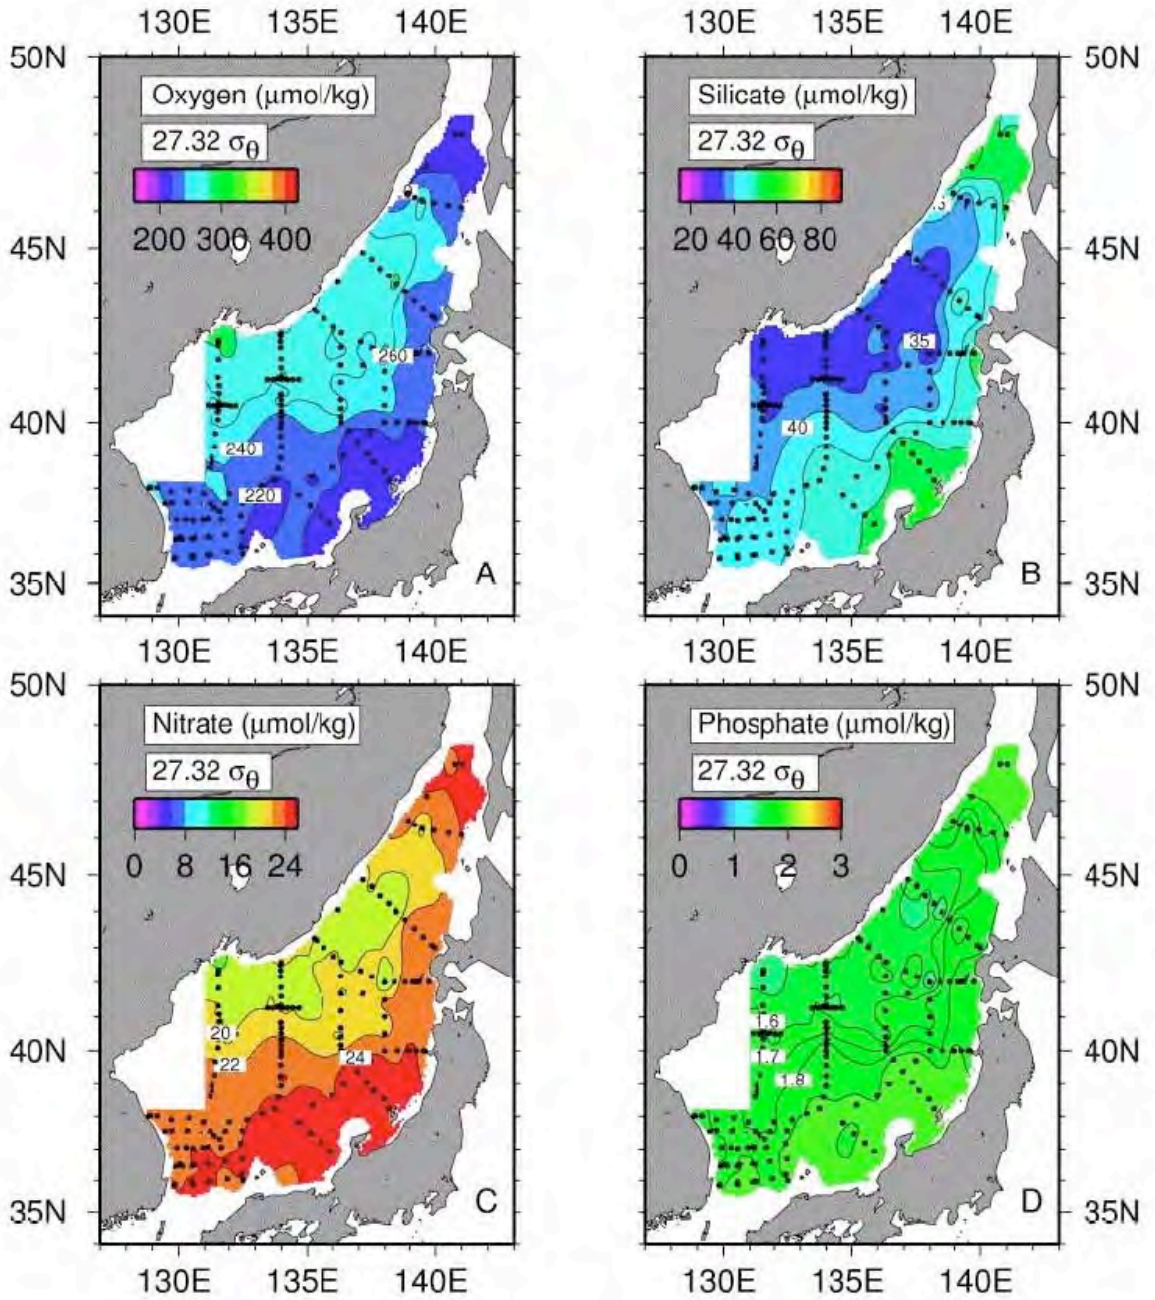 130E 135E 140E 130E 135E 140E
50N 50N
Oxygen (μmol/kg) Silicate (μmol/kg)
27.32 σθ 27.32 σθ
200 300 400 20 40 60 80
45N 45N
260 35
40N 40N
240 40
220
A B
35N 35N
130E 135E 140E 130E 135E 140E
50N 50N
Nitrate (μmol/kg) Phosphate (μmol/kg)
27.32 σθ 27.32 σθ
0 8 16 24 0 1 2 3
45N 45N
20 1.6
40N 24 40N
22 1.7
1.8
C D
35N 35N
130E 135E 140E 130E 135E 140E